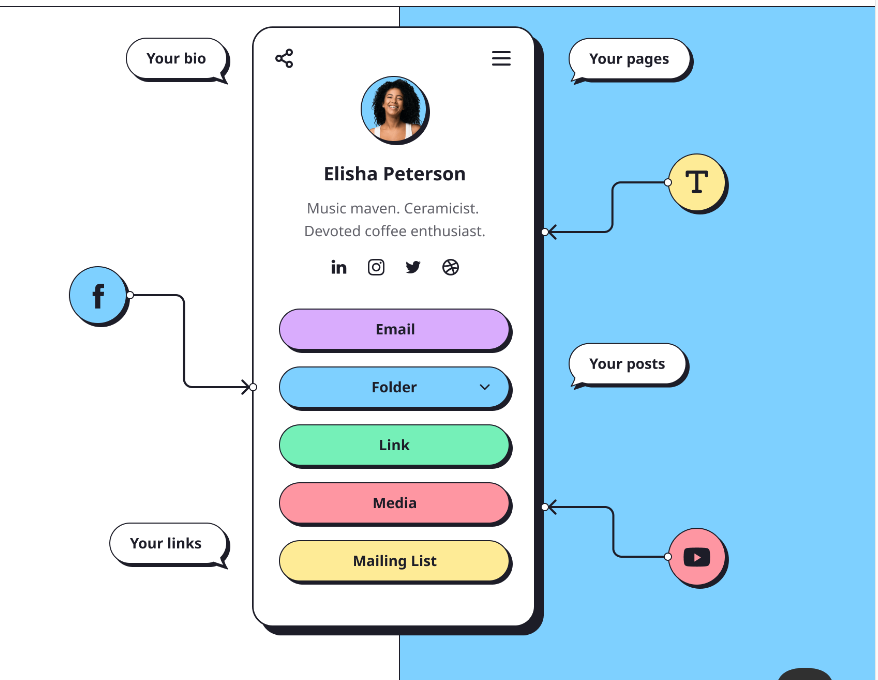 Your bio
Your pages
Elisha Peterson
Music maven. Ceramicist.
Devoted coffee enthusiast.
in
Email
Folder
Your posts
Link
Media
Your links
Mailing List